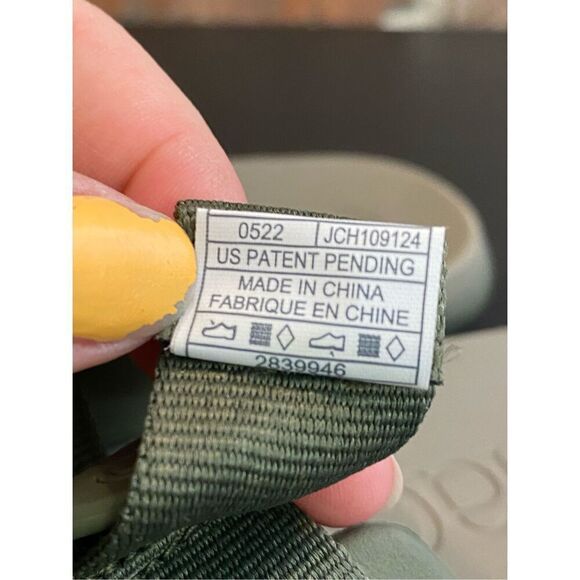 0522 JCH109124
US PATENT PENDING
MADE IN CHINA
FABRIQUE EN CHINE
2839946